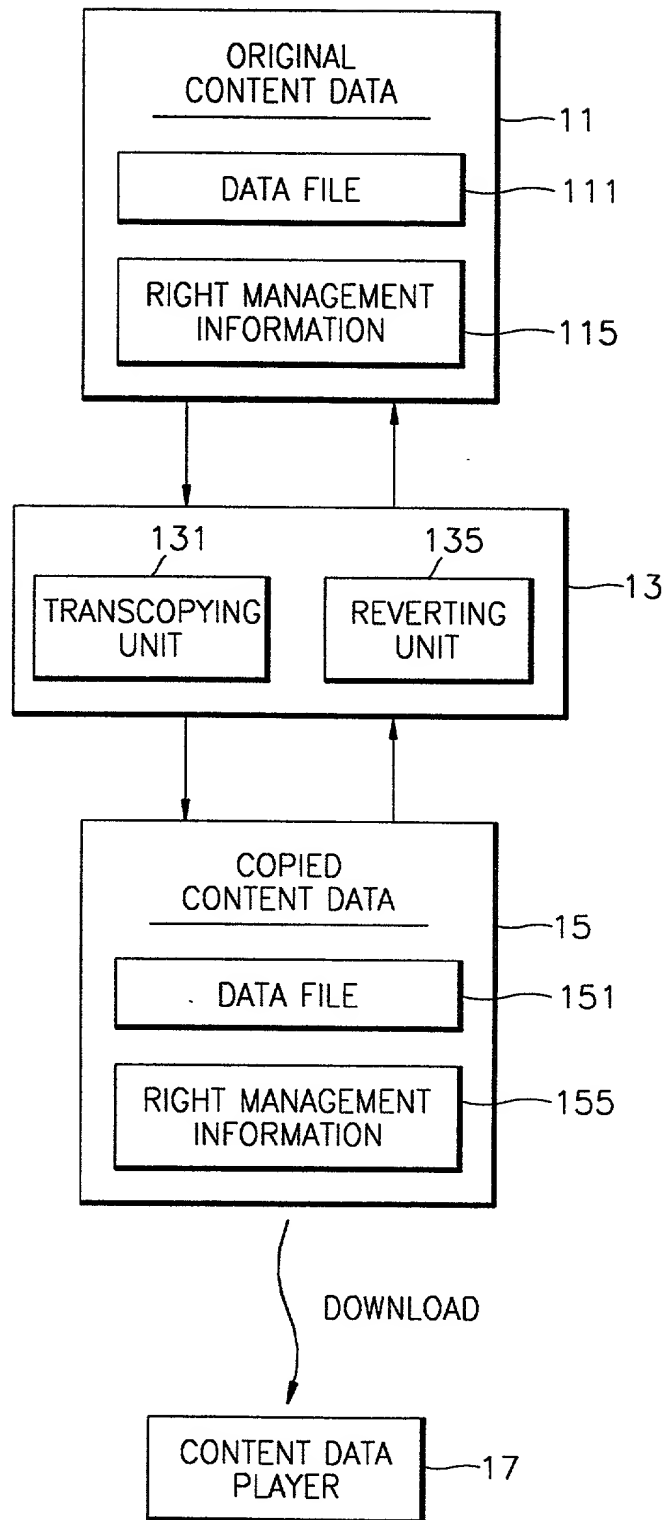 ORIGINAL
CONTENT DATA
11
DATA FILE
111
RIGHT MANAGEMENT
INFORMATION
115
131
135
13
TRANSCOPYING
UNIT
REVERTING
UNIT
COPIED
CONTENT DATA
15
DATA FILE
151
RIGHT MANAGEMENT
INFORMATION
155
DOWNLOAD
CONTENT DATA
PLAYER
17